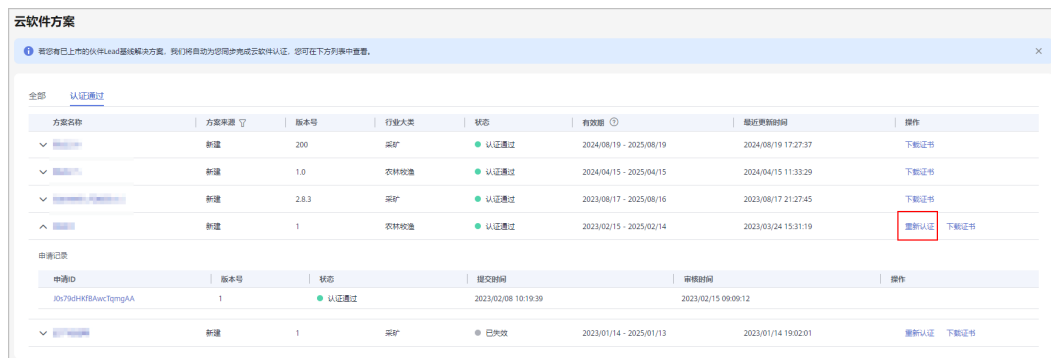 云软件方案
若您有已上市的伙伴Lead基线解决方案，我们将自动为您同步完成云软件认证，您可在下方列表中查看。
全部 认证通过
方案名称 方案来源 版本号 行业大类 状态 有效期 最近更新时间 操作
新建 200 采矿 认证通过 2024/08/19 - 2025/08/19 2024/08/19 17:27:37 下载证书
新建 1.0 农林牧渔 认证通过 2024/04/15 - 2025/04/15 2024/04/15 11:33:29 下载证书
新建 2.8.3 采矿 认证通过 2023/08/17 - 2025/08/16 2023/08/17 21:27:45 下载证书
新建 1 农林牧渔 认证通过 2023/02/15 - 2025/02/14 2023/03/24 15:31:19 重新认证 下载证书
申请记录
申请ID 版本号 状态 提交时间 审核时间 操作
J0s79dHKfBAwcTqmgAA 1 认证通过 2023/02/08 10:19:39 2023/02/15 09:09:12
新建 1 采矿 已失效 2023/01/14 - 2025/01/13 2023/01/14 19:02:01 重新认证 下载证书